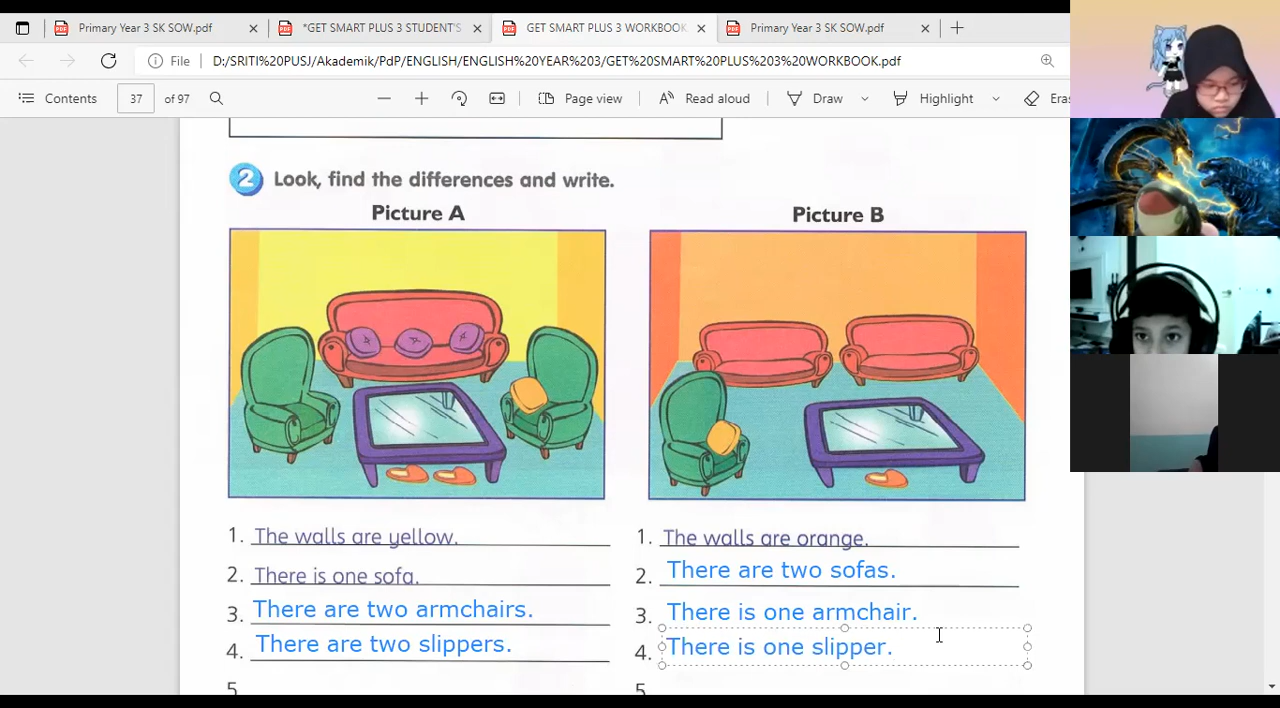 Primary Year 3 SK SOW.pdf
*GET SMART PLUS 3 STUDENT'S
GET SMART PLUS 3 WORKBOOK
Primary Year 3 SK SOW.pdf
File
D:/SRITI%20PUSJ/Akademik/PdP/ENGLISH/ENGLISH%20YEAR%203/GET%20SMART%20PLUS%203%20WORKBOOK.pdf
Contents
37
of 97
Page view
Read aloud
Draw
Highlight
Eras
2 Look, find the differences and write.
Picture A
Picture B
1. The walls are yellow.
2. There is one sofa.
3. There are two armchairs.
4. There are two slippers.
5
1. The walls are orange.
2. There are two sofas.
3. There is one armchair.
4. There is one slipper.
5